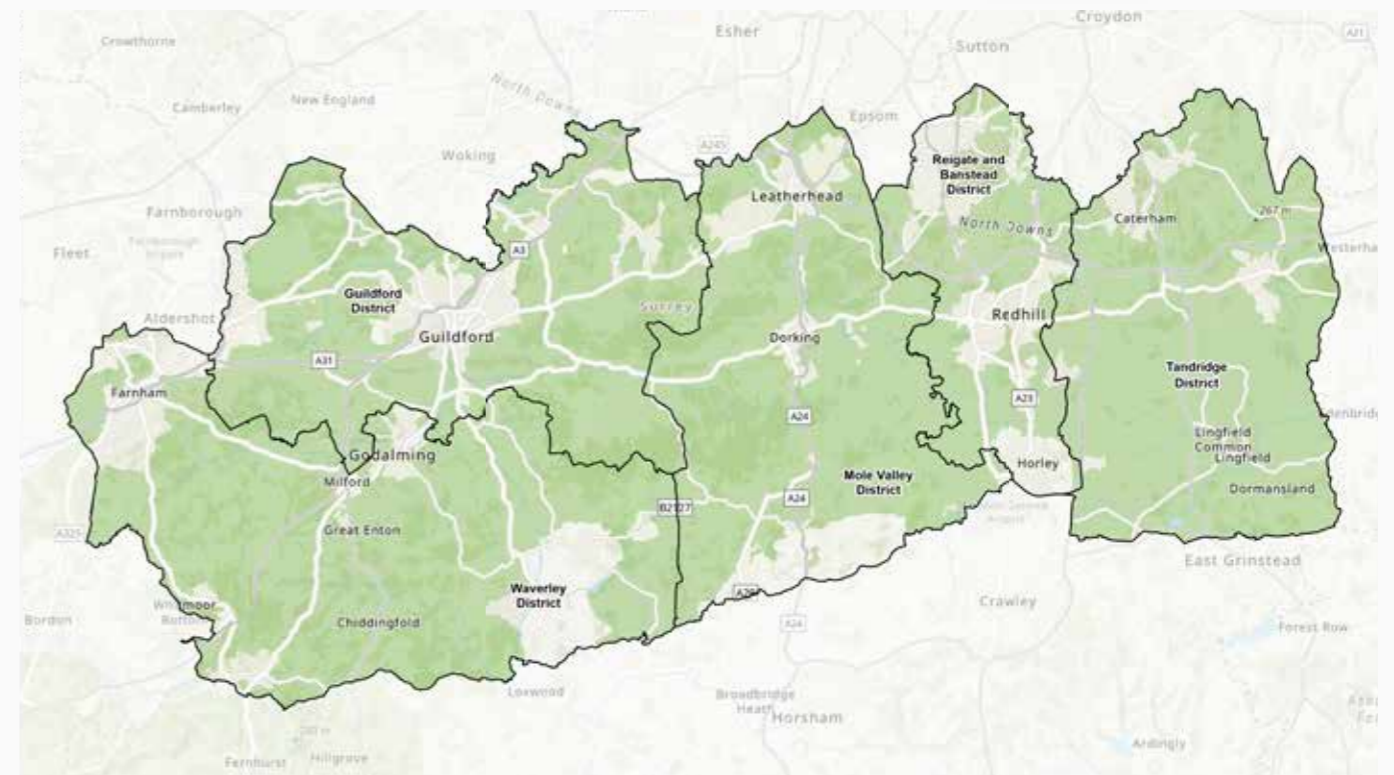 Croydon
Esher
A21
Crowthorne
Sutton
North Downs
Camberley
New England
Epsom
A245
Woking
Reigate and
Banstead
District
Leatherhead
Farnborough
267 m
Caterham
North Downs
Fleet
A3
Guildford
District
Surrey
Aldershot
Redhill
Guildford
Dorking
A31
Tandridge
District
Farnham
A23
A24
Lingfield
Common
Godalming
Lingfield
Horley
Mole Valley
District
Milford
Dormansland
A24
B2127
Great Enton
A325
East Grinstead
Waverley
District
Crawley
Bordon
Chiddingfold
A24
Forest Row
Loxwood
Broadbridge
Heath
Horsham
Ardingly
Fernhurst
Hillgrove